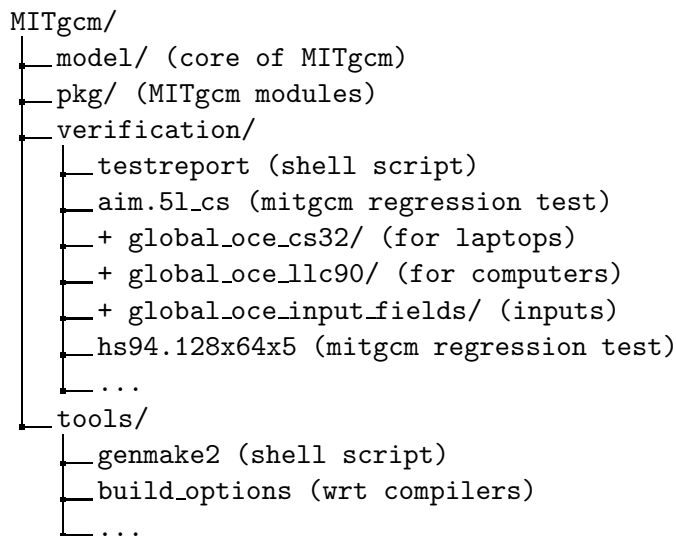 MITgcm/
model/ (core of MITgcm)
pkg/ (MITgcm modules)
verification/
testreport (shell script)
aim.5l_cs (mitgcm regression test)
+ global_oce_cs32/ (for laptops)
+ global_oce_llc90/ (for computers)
+ global_oce_input_fields/ (inputs)
hs94.128x64x5 (mitgcm regression test)
...
tools/
genmake2 (shell script)
build_options (wrt compilers)
...